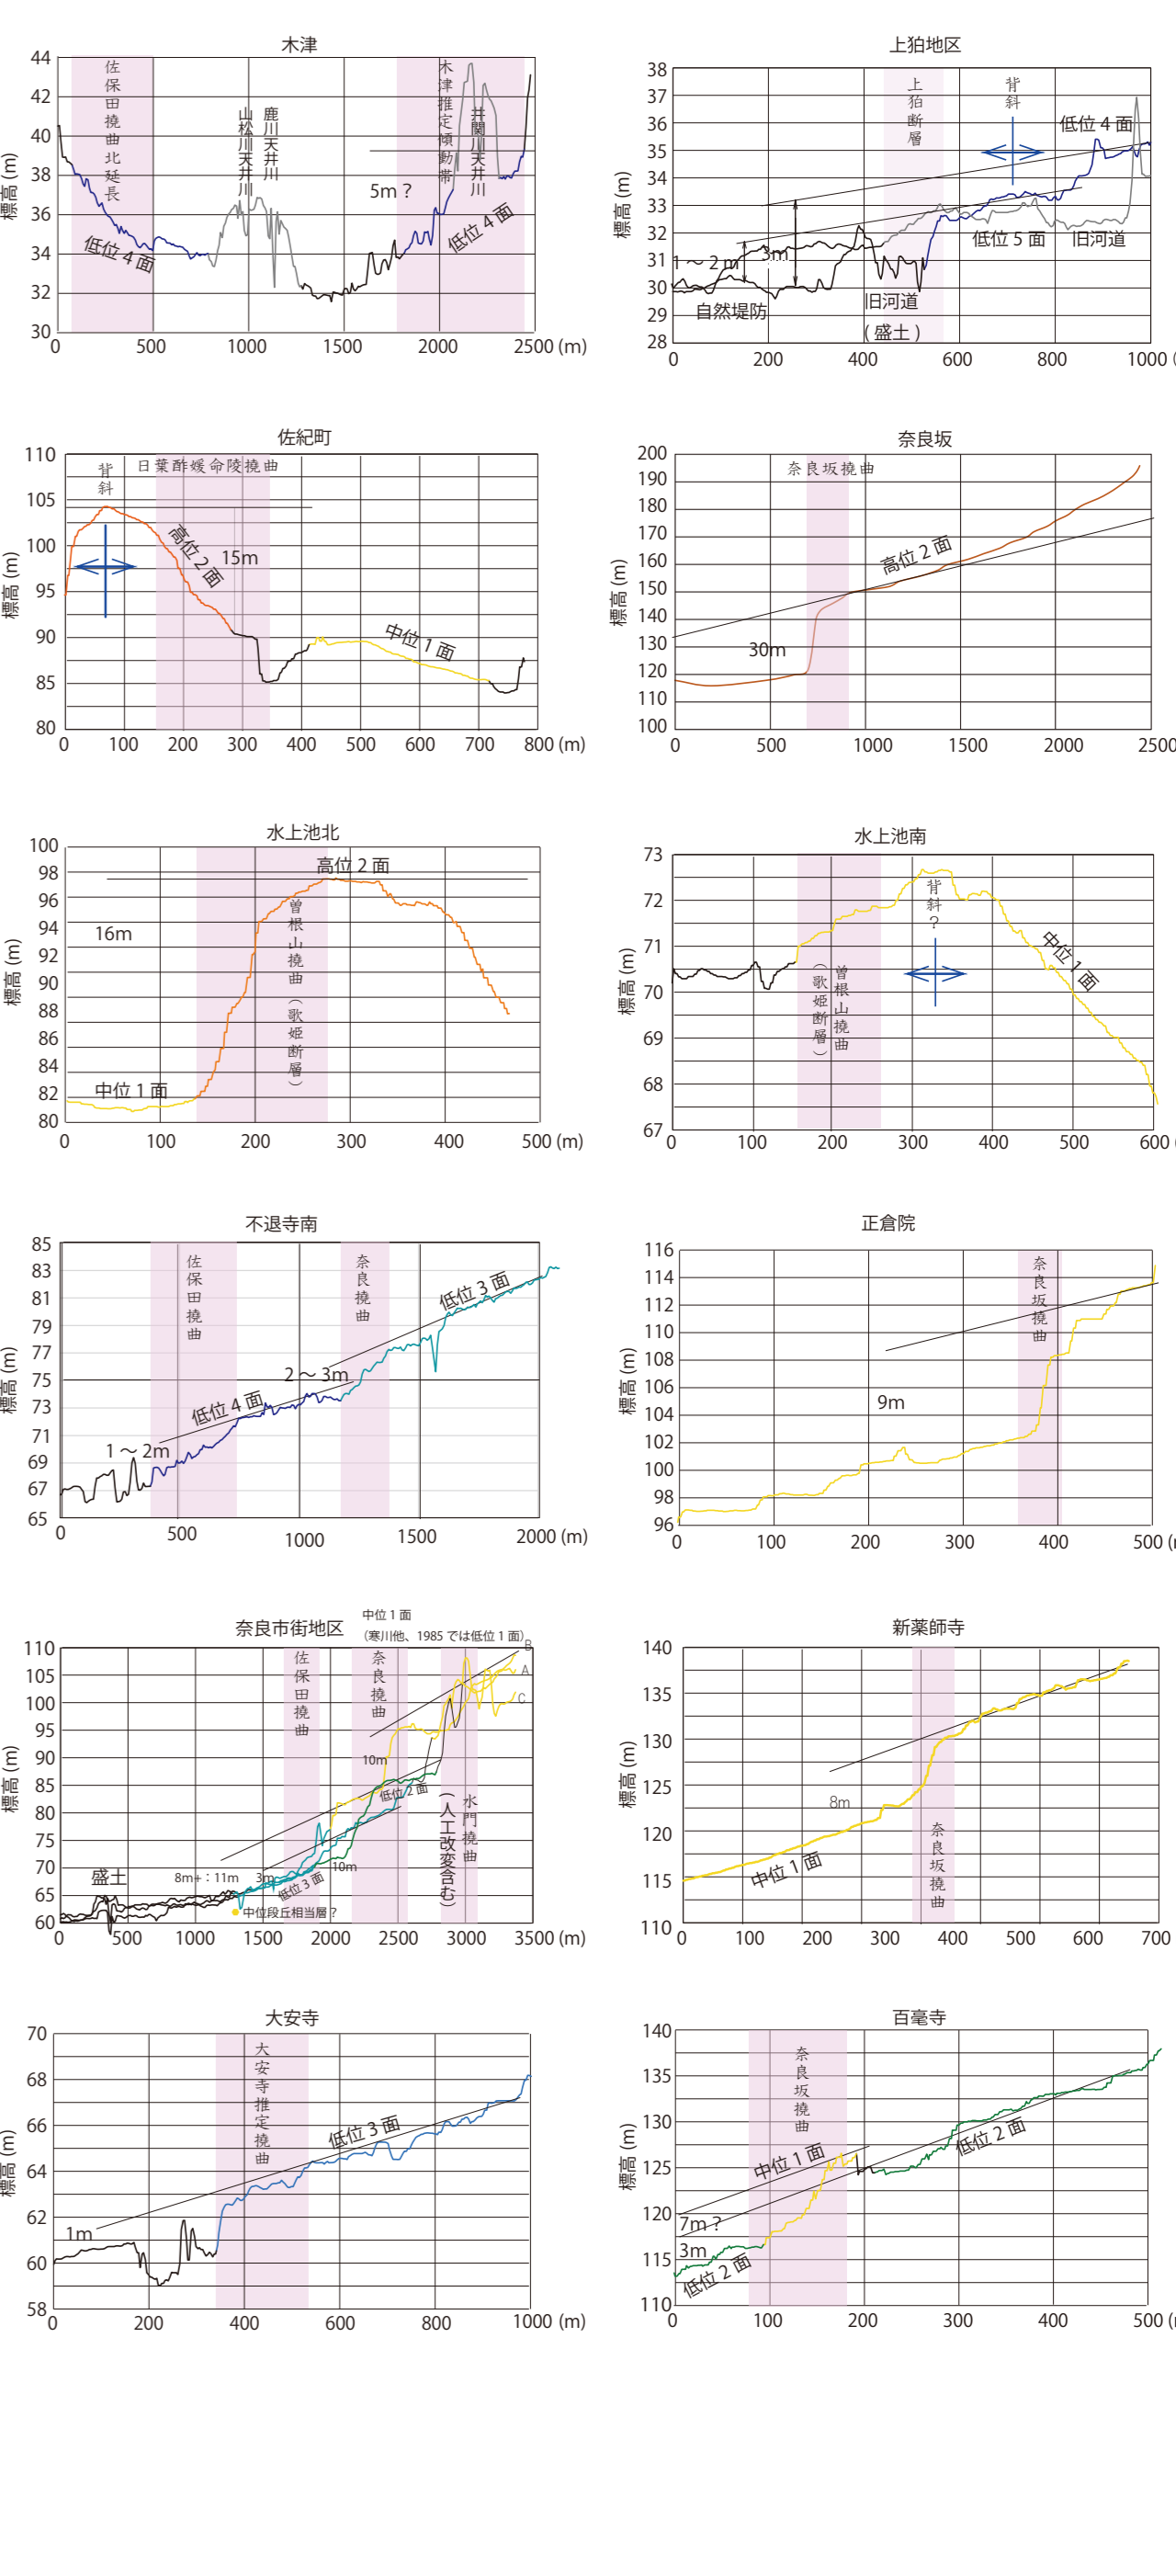 木津
標高 (m)
44
42
40
38
36
34
32
30
0 500 1000 1500 2000 2500 (m)
佐保田撓曲北延長
低位 4 面
山松川天井川
鹿川天井川
木津推定傾動帯
井関川天井川
5m ?
低位 4 面
上狛地区
標高 (m)
38
37
36
35
34
33
32
31
30
29
28
0 200 400 600 800 1000
上狛断層
背斜
低位 4 面
1 ~ 2 m
3m
低位 5 面
旧河道
自然堤防
旧河道
( 盛土 )
佐紀町
標高 (m)
110
105
100
95
90
85
80
0 100 200 300 400 500 600 700 800 (m)
背斜
日葉酢媛命陵撓曲
高位 2 面
15m
中位 1 面
奈良坂
標高 (m)
200
190
180
170
160
150
140
130
120
110
100
0 500 1000 1500 2000 2500
奈良坂撓曲
高位 2 面
30m
水上池北
標高 (m)
100
98
96
94
92
90
88
86
84
82
80
0 100 200 300 400 500 (m)
高位 2 面
16m
曽根山撓曲(歌姫断層)
中位 1 面
水上池南
標高 (m)
73
72
71
70
69
68
67
0 100 200 300 400 500 600
背斜?
曽根山撓曲
(歌姫断層)
中位 1 面
不退寺南
標高 (m)
85
83
81
79
77
75
73
71
69
67
65
0 500 1000 1500 2000 (m)
佐保田撓曲
奈良撓曲
低位 3 面
2 ~ 3m
低位 4 面
1 ~ 2m
正倉院
標高 (m)
116
114
112
110
108
106
104
102
100
98
96
0 100 200 300 400 500
奈良坂撓曲
9m
奈良市街地区
中位 1 面
(寒川他、1985 では低位 1 面)
標高 (m)
110
105
100
95
90
85
80
75
70
65
60
0 500 1000 1500 2000 2500 3000 3500 (m)
佐保田撓曲
奈良撓曲
B
A
C
10m
低位 2 面
水門撓曲
(人工改変含む)
10m
盛土
8m+ : 11m
3m
低位 3 面
中位段丘相当層 ?
新薬師寺
標高 (m)
140
135
130
125
120
115
110
0 100 200 300 400 500 600 700
8m
奈良坂撓曲
中位 1 面
大安寺
標高 (m)
70
68
66
64
62
60
58
0 200 400 600 800 1000 (m)
大安寺推定撓曲
低位 3 面
1m
百毫寺
標高 (m)
140
135
130
125
120
115
110
0 100 200 300 400 500
奈良坂撓曲
中位 1 面
低位 2 面
7m ?
3m
低位 2 面